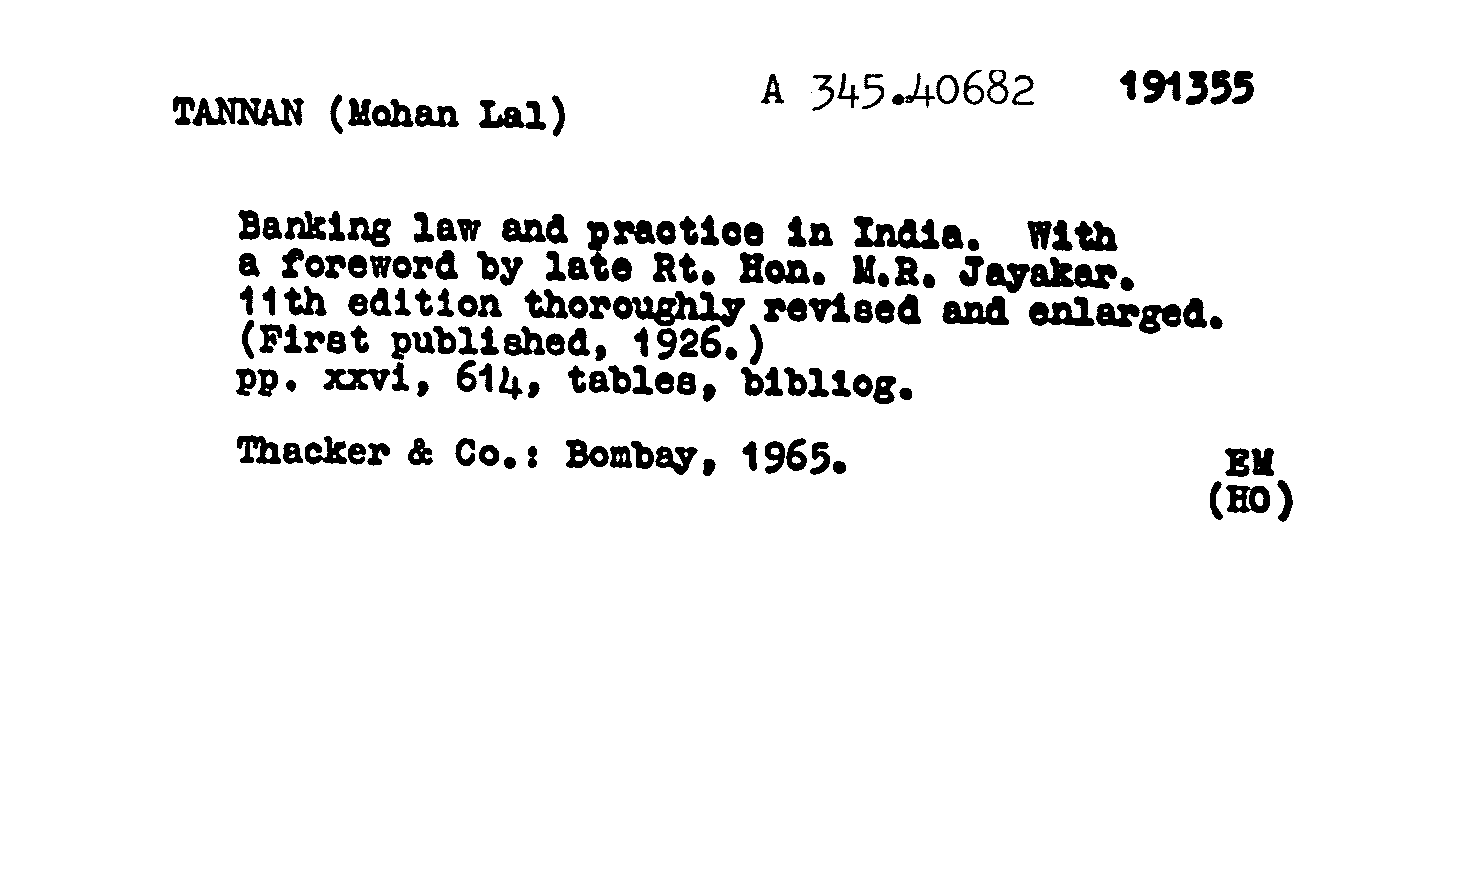 A 345.40682 191355
TANNAN (Mohan Lal)
Banking law and practice in India. With
a foreword by late Rt. Hon. M.R. Jayakar.
11th edition thoroughly revised and enlarged.
(First published, 1926.)
pp. xxvi, 614, tables, bibliog.
Thacker & Co.: Bombay, 1965.
EM
(HO)